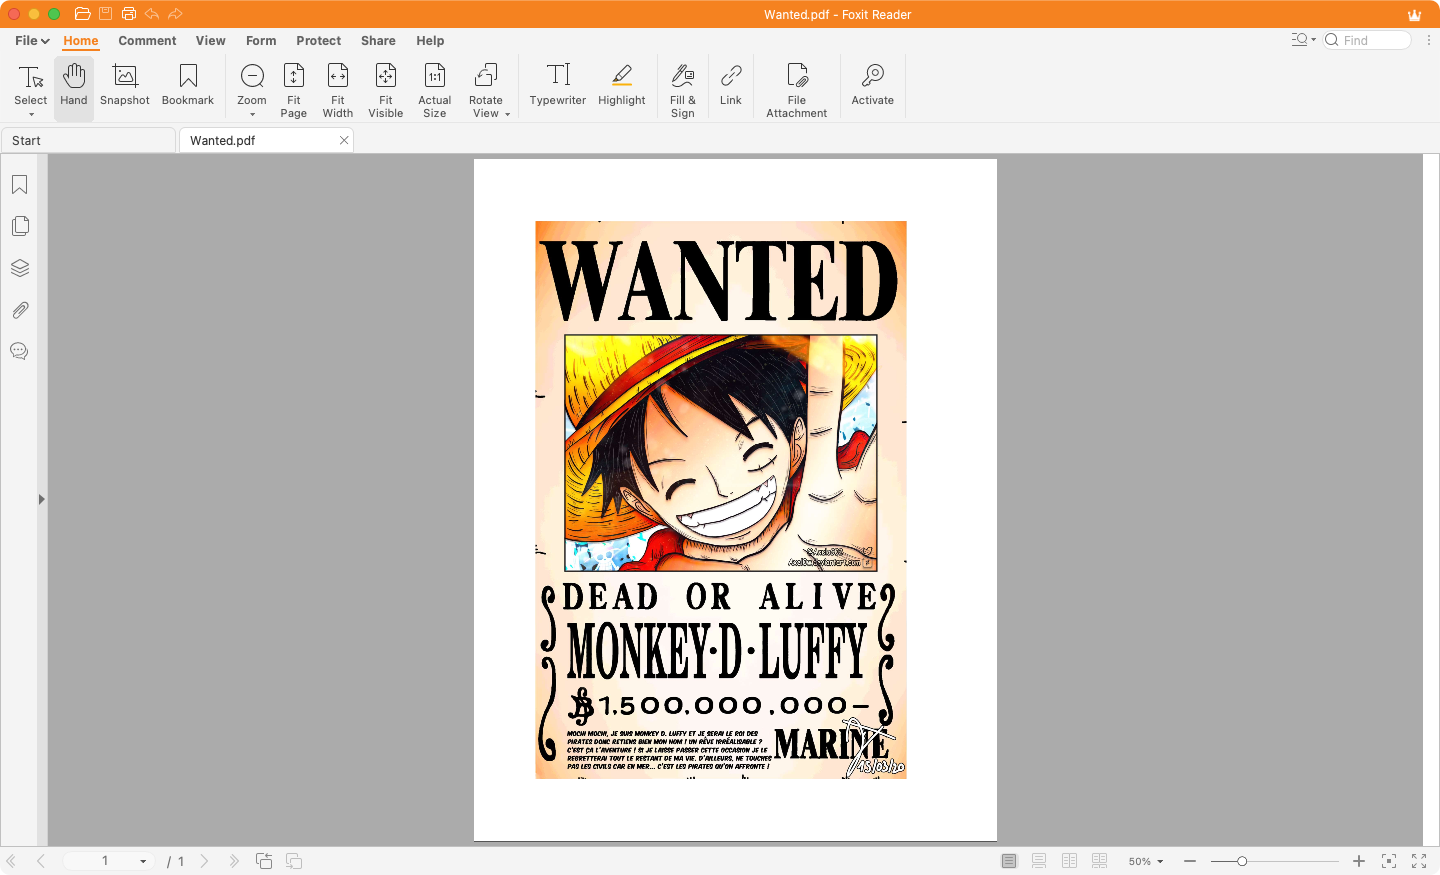 Wanted.pdf - Foxit Reader
File Home Comment View Form Protect Share Help
Find
Select Hand Snapshot Bookmark Zoom Fit Page Fit Width Fit Visible Actual Size Rotate View Typewriter Highlight Fill & Sign Link File Attachment Activate
Start Wanted.pdf
WANTED
DEAD OR ALIVE
MONKEY·D·LUFFY
1.500.000.000-
MOCHI MOCHI, JE SUIS MONKEY D. LUFFY ET JE SERAI LE ROI DES
PIRATES DONC RETIENS BIEN MON NOM ! UN RÊVE IRRÉALISABLE ?
C'EST ÇA L'AVENTURE ! SI JE LAISSE PASSER CETTE OCCASION JE LE
REGRETTERAI TOUT LE RESTANT DE MA VIE. D'AILLEURS, NE TOUCHES
PAS LES CIVILS CAR EN MER... C'EST LES PIRATES QU'ON AFFRONTE !
MARINE
15/03/20
1 / 1
50%